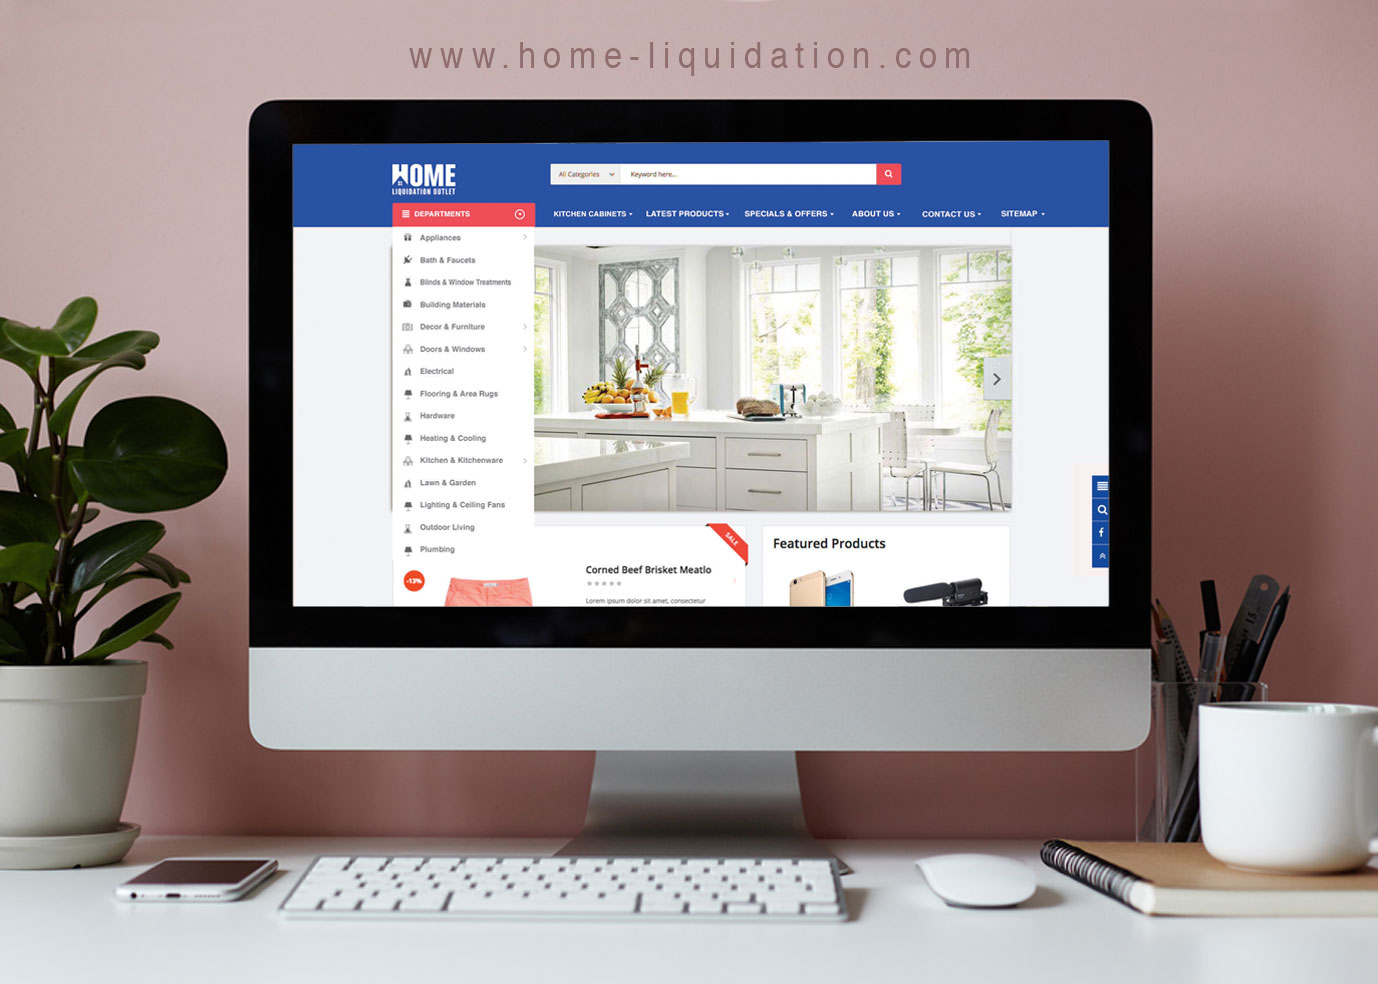 www.home-liquidation.com
HOME
LIQUIDATION OUTLET
All Categories
Keyword here...
DEPARTMENTS
KITCHEN CABINETS
LATEST PRODUCTS
SPECIALS & OFFERS
ABOUT US
CONTACT US
SITEMAP
Appliances
Bath & Faucets
Blinds & Window Treatments
Building Materials
Decor & Furniture
Doors & Windows
Electrical
Flooring & Area Rugs
Hardware
Heating & Cooling
Kitchen & Kitchenware
Lawn & Garden
Lighting & Ceiling Fans
Outdoor Living
Plumbing
-13%
SALE
Corned Beef Brisket Meatlo
Lorem ipsum dolor sit amet, consectetur
Featured Products
f
15